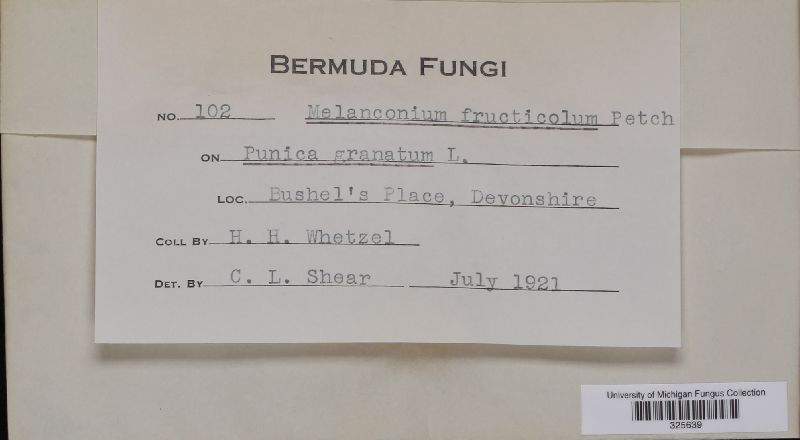 BERMUDA FUNGI
NO. 102 Melanconium fructicolum Petch
ON Punica granatum L.
LOC. Bushel's Place, Devonshire
COLL BY H. H. Whetzel
DET. BY C. L. Shear July 1921
University of Michigan Fungus Collection
325639